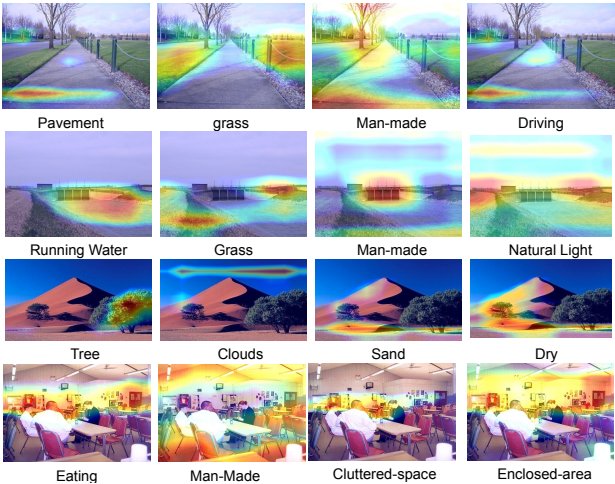 Pavement grass Man-made Driving
Running Water Grass Man-made Natural Light
Tree Clouds Sand Dry
Eating Man-Made Cluttered-space Enclosed-area